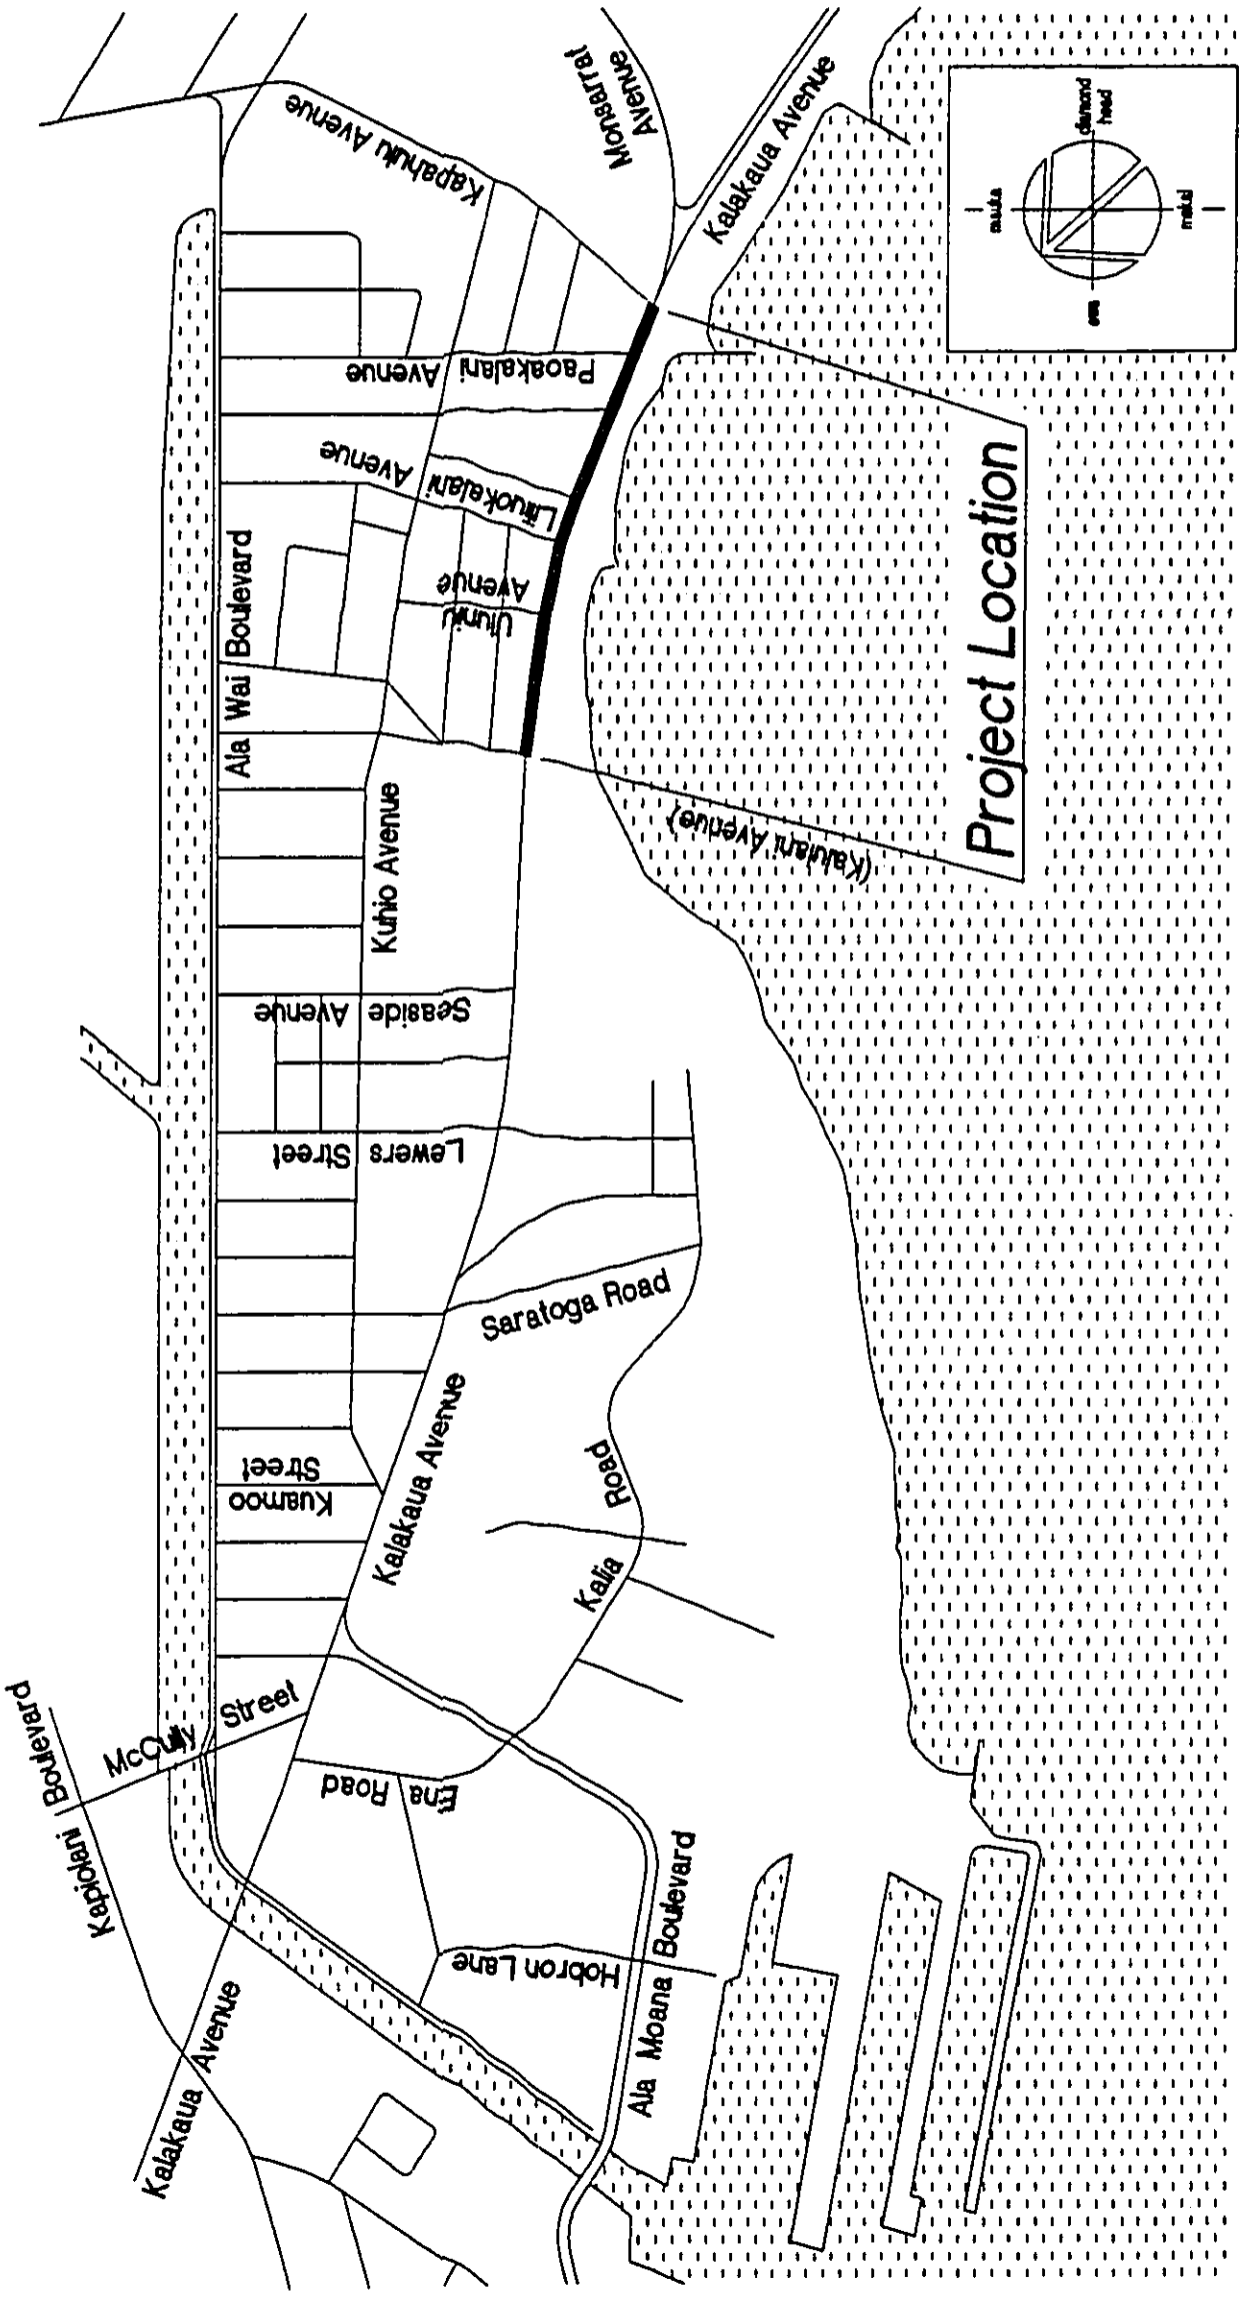 Kapiolani Boulevard
McCully Street
Kalakaua Avenue
Ena Road
Hobron Lane
Ala Moana Boulevard
Kuamoo
Street
Kalakaua Avenue
Kalia Road
Saratoga Road
Lewers Street
Seaside Avenue
Kuhio Avenue
Ala Wai Boulevard
(Kaiulani Avenue)
Uluniu
Avenue
Liliuokalani Avenue
Paoakalani Avenue
Kapahulu Avenue
Monsarrat
Avenue
Kalakaua Avenue
Project Location
mauka
diamond
head
makai
ewa